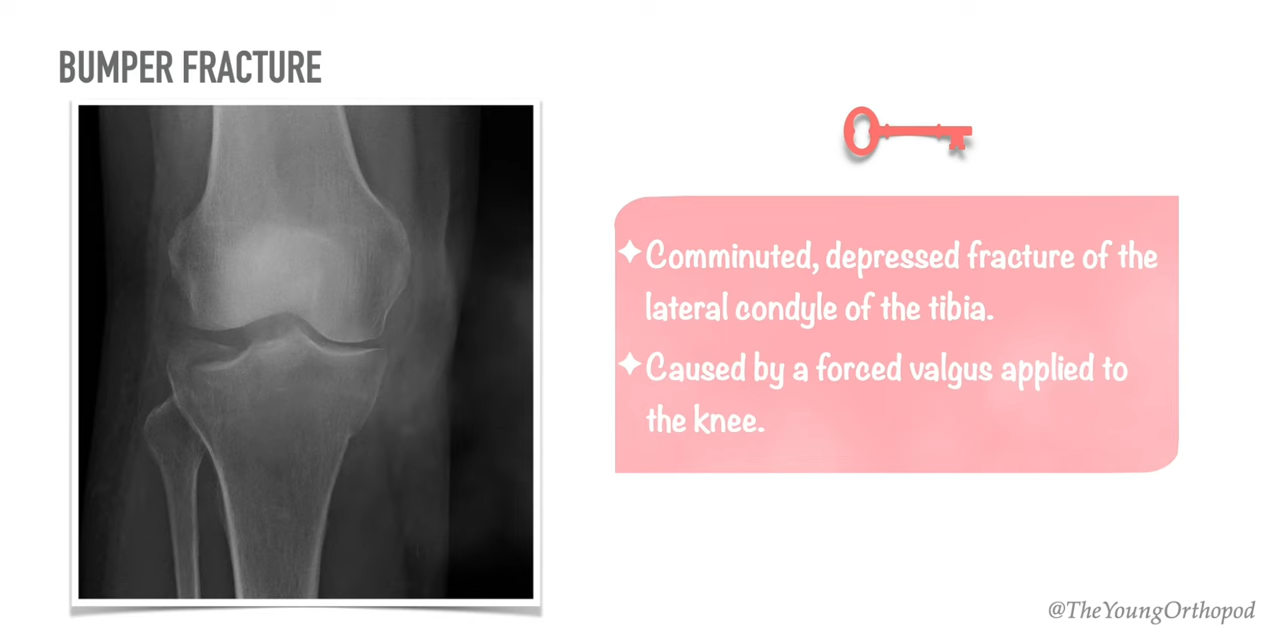 BUMPER FRACTURE
✦Comminuted, depressed fracture of the
lateral condyle of the tibia.
✦Caused by a forced valgus applied to
the knee.
@TheYoungOrthopod